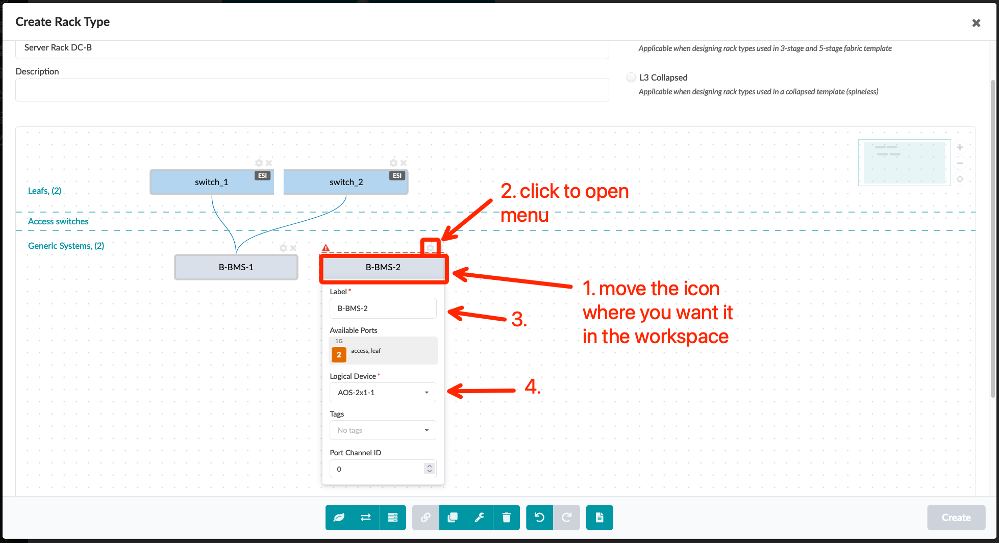 Create Rack Type
Server Rack DC-B
Applicable when designing rack types used in 3-stage and 5-stage fabric template
Description
L3 Collapsed
Applicable when designing rack types used in a collapsed template (spineless)
ESI
ESI
switch_1
switch_2
Leafs, (2)
2. click to open
menu
Access switches
Generic Systems, (2)
B-BMS-1
B-BMS-2
1. move the icon
where you want it
in the workspace
Label *
B-BMS-2
3.
Available Ports
1G
2
access, leaf
Logical Device *
AOS-2x1-1
4.
Tags
No tags
Port Channel ID
0
Create